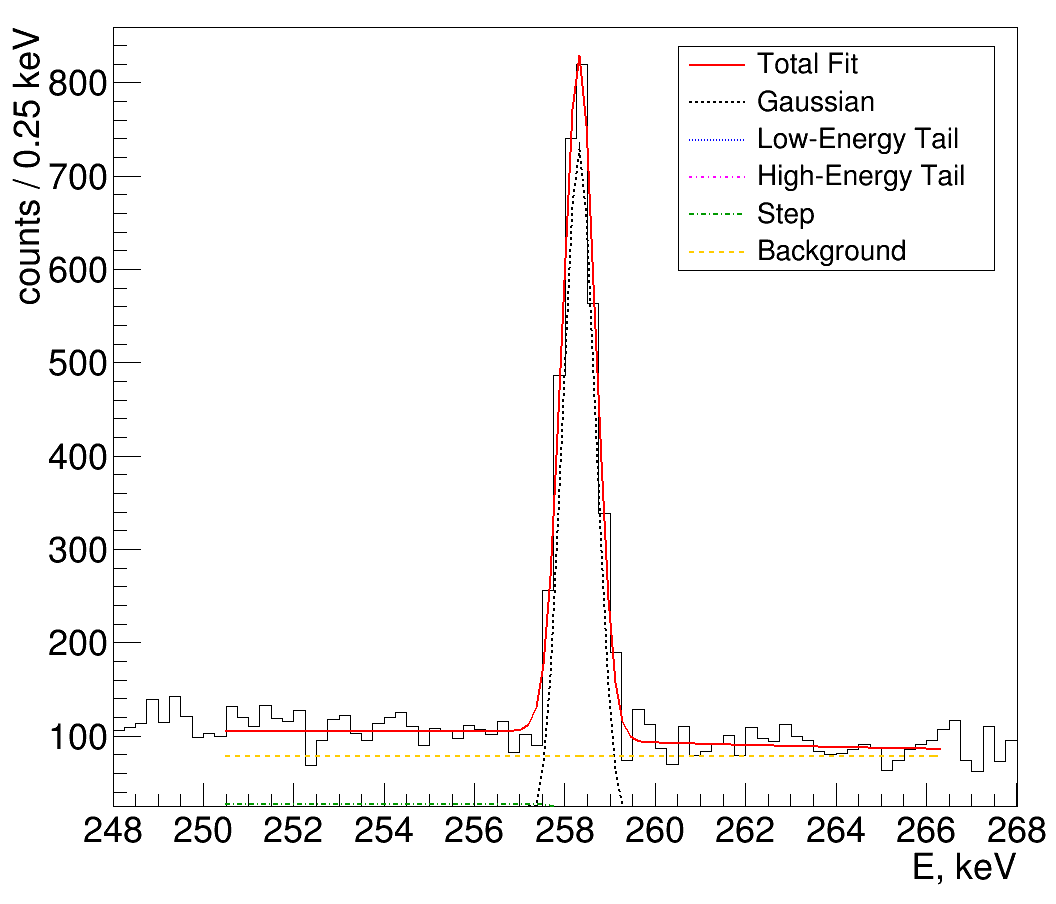 counts / 0.25 keV
800
700
600
500
400
300
200
100
Total Fit
Gaussian
Low-Energy Tail
High-Energy Tail
Step
Background
248 250 252 254 256 258 260 262 264 266 268
E, keV